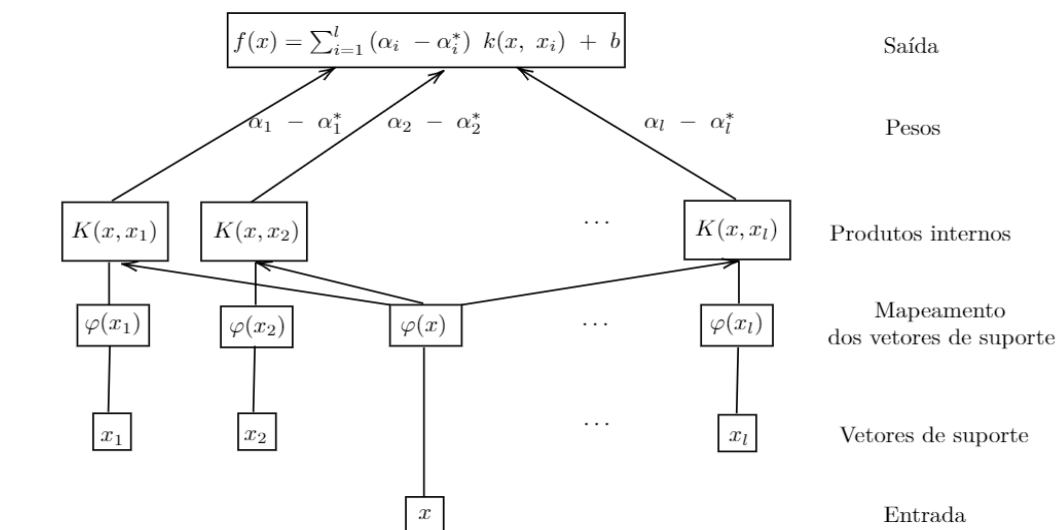 f(x) = ∑_{i=1}^{l} (α_i − α_i^*) k(x, x_i) + b
Saída
α_1 − α_1^*
α_2 − α_2^*
α_l − α_l^*
Pesos
K(x, x_1)
K(x, x_2)
...
K(x, x_l)
Produtos internos
φ(x_1)
φ(x_2)
φ(x)
...
φ(x_l)
Mapeamento
dos vetores de suporte
x_1
x_2
...
x_l
Vetores de suporte
x
Entrada